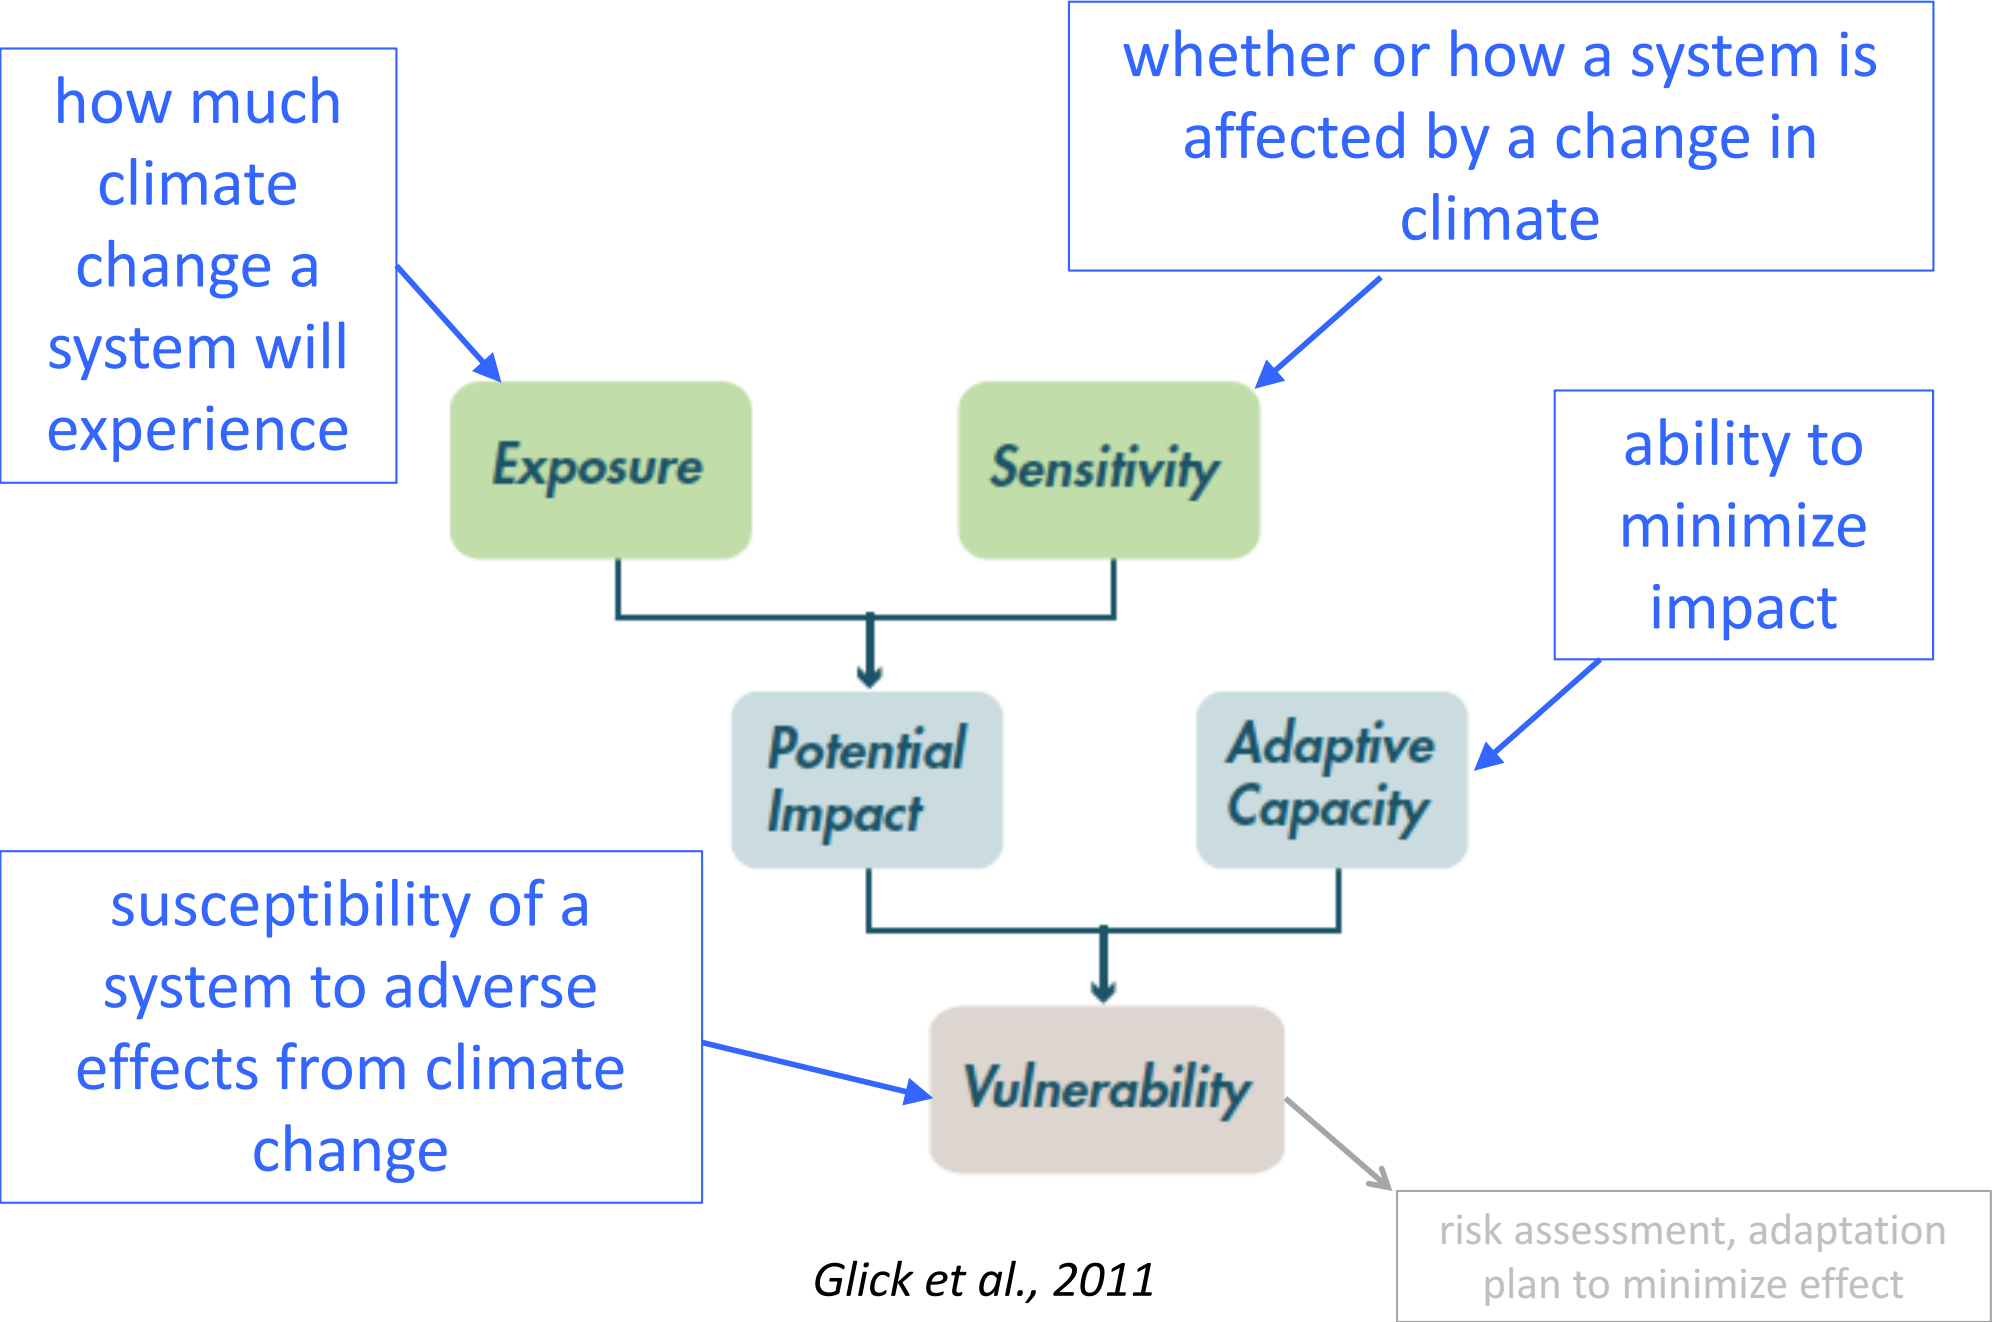 how much
climate
change a
system will
experience
whether or how a system is
affected by a change in
climate
Exposure
Sensitivity
ability to
minimize
impact
Potential
Impact
Adaptive
Capacity
susceptibility of a
system to adverse
effects from climate
change
Vulnerability
risk assessment, adaptation
plan to minimize effect
Glick et al., 2011